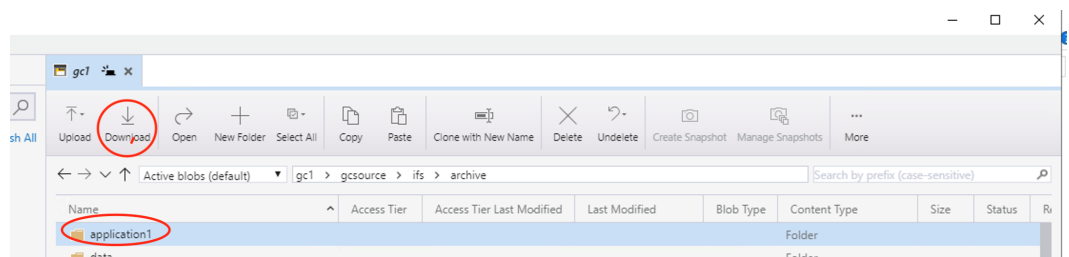 gc1
sh All
Upload Download Open New Folder Select All Copy Paste Clone with New Name Delete Undelete Create Snapshot Manage Snapshots More
Active blobs (default) gc1 > gcsource > ifs > archive Search by prefix (case-sensitive)
Name Access Tier Access Tier Last Modified Last Modified Blob Type Content Type Size Status
application1 Folder
data Folder